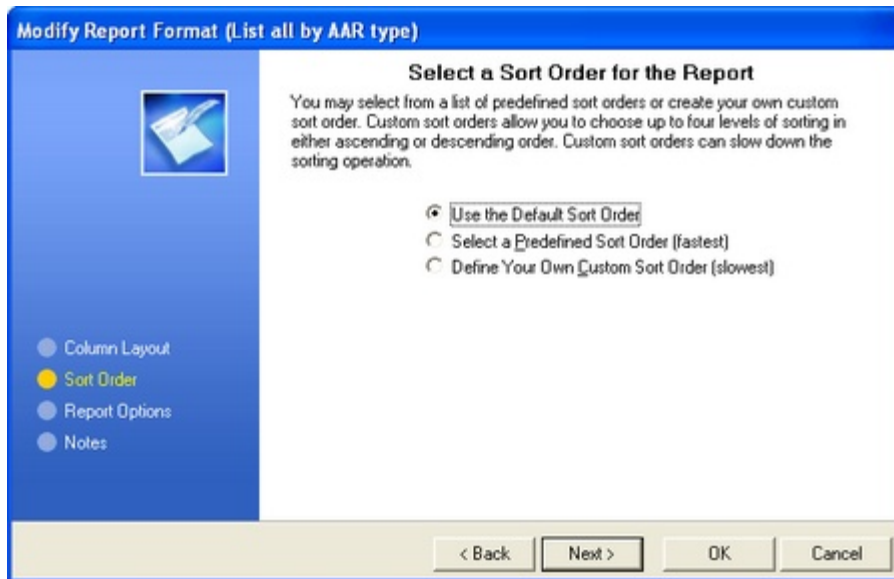 Modify Report Format (List all by AAR type)
Select a Sort Order for the Report
You may select from a list of predefined sort orders or create your own custom
sort order. Custom sort orders allow you to choose up to four levels of sorting in
either ascending or descending order. Custom sort orders can slow down the
sorting operation.
Use the Default Sort Order
Select a Predefined Sort Order (fastest)
Define Your Own Custom Sort Order (slowest)
Column Layout
Sort Order
Report Options
Notes
< Back Next > OK Cancel